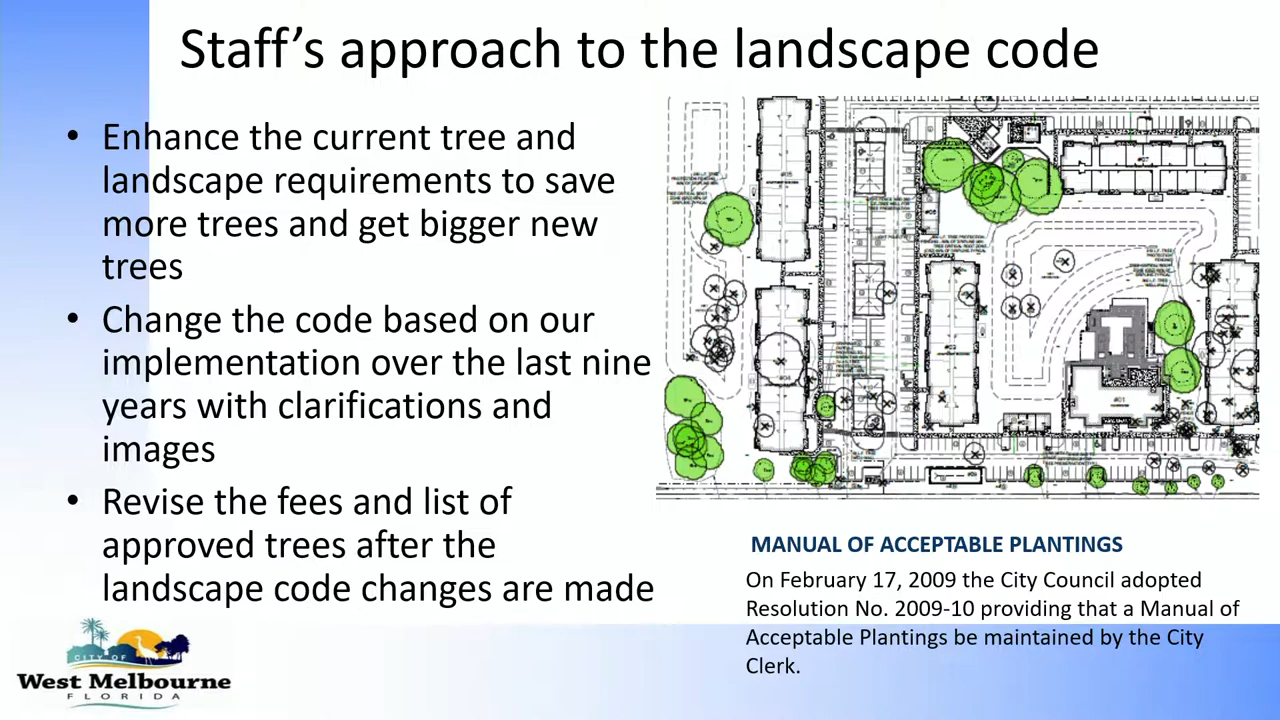 Staff’s approach to the landscape code
• Enhance the current tree and
landscape requirements to save
more trees and get bigger new
trees
• Change the code based on our
implementation over the last nine
years with clarifications and
images
• Revise the fees and list of
approved trees after the
landscape code changes are made
MANUAL OF ACCEPTABLE PLANTINGS
On February 17, 2009 the City Council adopted
Resolution No. 2009-10 providing that a Manual of
Acceptable Plantings be maintained by the City
Clerk.
CITY OF
West Melbourne
FLORIDA